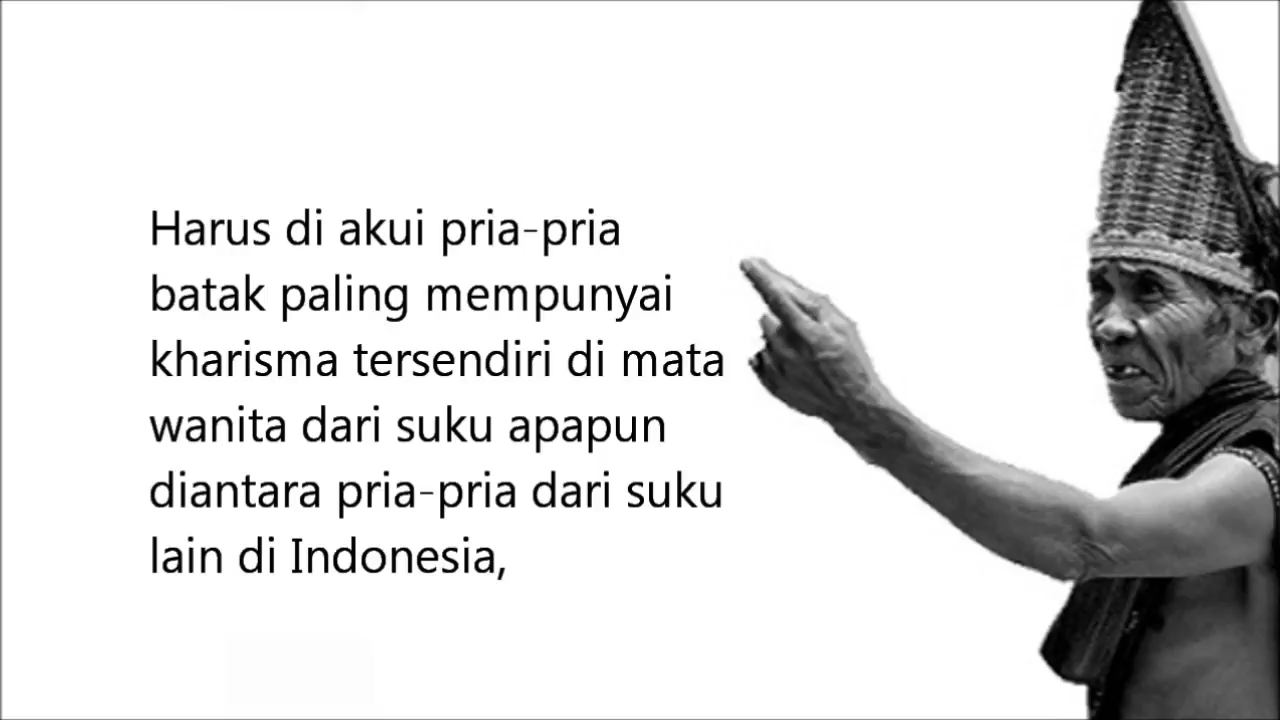 Harus di akui pria-pria
batak paling mempunyai
kharisma tersendiri di mata
wanita dari suku apapun
diantara pria-pria dari suku
lain di Indonesia,